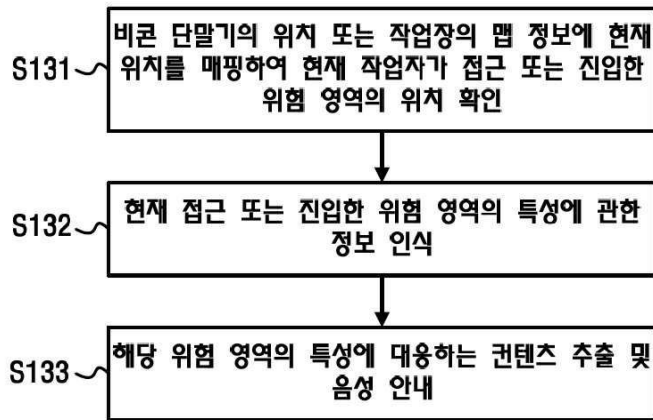 비콘 단말기의 위치 또는 작업장의 맵 정보에 현재
S131 위치를 매핑하여 현재 작업자가 접근 또는 진입한
위험 영역의 위치 확인
현재 접근 또는 진입한 위험 영역의 특성에 관한
S132
정보 인식
해당 위험 영역의 특성에 대응하는 컨텐츠 추출 및
S133
음성 안내